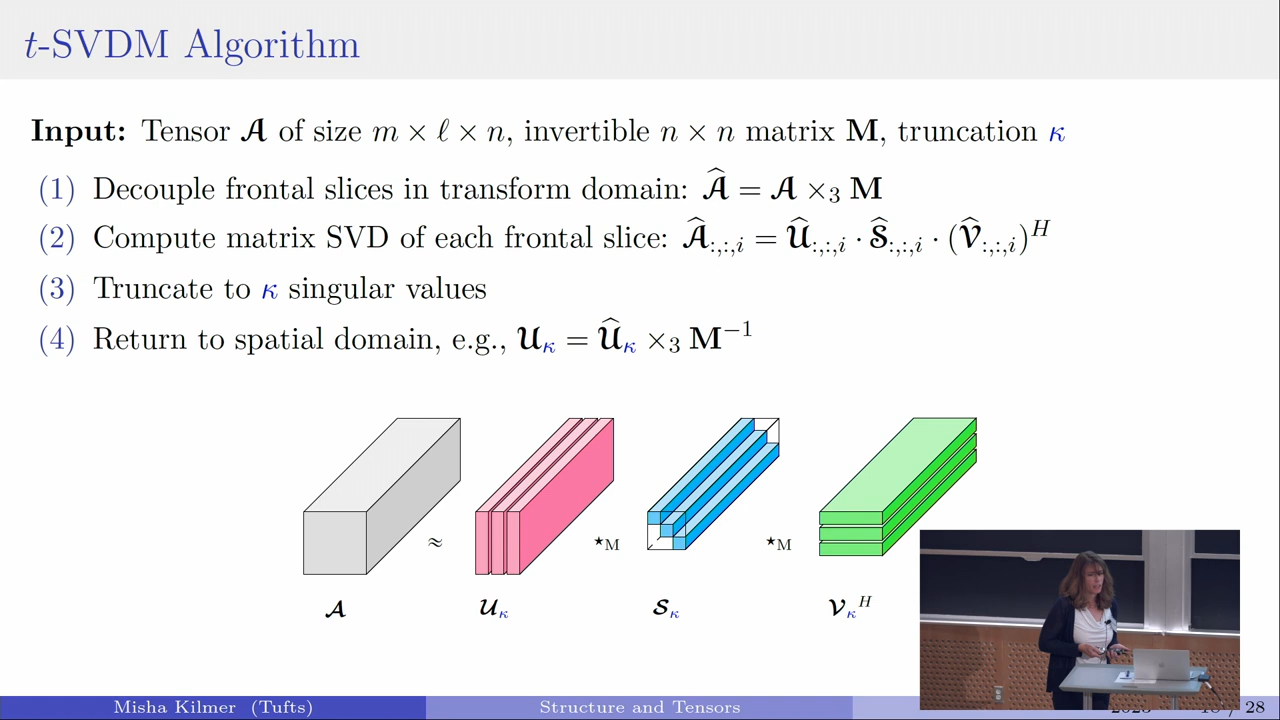 t-SVDM Algorithm
Input: Tensor 𝓐 of size m × ℓ × n, invertible n × n matrix M, truncation κ
(1) Decouple frontal slices in transform domain: 𝓐̂ = 𝓐 ×₃ M
(2) Compute matrix SVD of each frontal slice: 𝓐̂:,:,i = 𝓤̂:,:,i · 𝓢̂:,:,i · (𝓥̂:,:,i)ᴴ
(3) Truncate to κ singular values
(4) Return to spatial domain, e.g., 𝓤κ = 𝓤̂κ ×₃ M⁻¹
≈ ⋆M ⋆M
𝓐 𝓤κ 𝓢κ 𝓥κᴴ
Misha Kilmer (Tufts) Structure and Tensors / 28